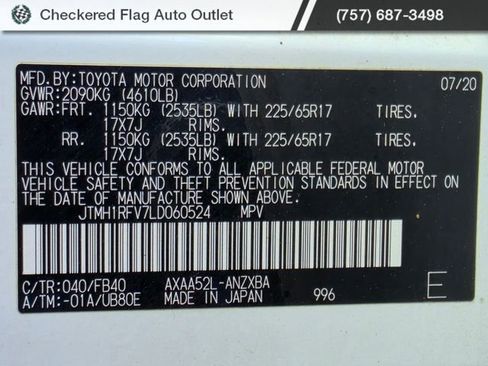 Checkered Flag Auto Outlet (757) 687-3498
MFD.BY:TOYOTA MOTOR CORPORATION 07/20
GVWR:2090KG (4610LB)
GAWR:FRT. 1150KG (2535LB) WITH 225/65R17 TIRES.
17X7J RIMS.
RR. 1150KG (2535LB) WITH 225/65R17 TIRES.
17X7J RIMS.
THIS VEHICLE CONFORMS TO ALL APPLICABLE FEDERAL MOTOR
VEHICLE SAFETY AND THEFT PREVENTION STANDARDS IN EFFECT ON
THE DATE OF MANUFACTURE SHOWN ABOVE.
JTMH1RFV7LD060524 MPV
C/TR:040/FB40 AXAA52L-ANZXBA
A/TM:-01A/UB80E MADE IN JAPAN 996 E